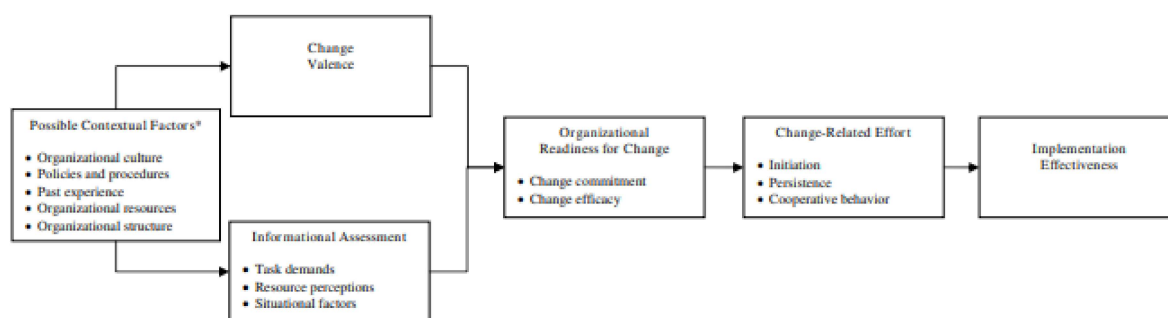 Possible Contextual Factors*
• Organizational culture
• Policies and procedures
• Past experience
• Organizational resources
• Organizational structure
Change
Valence
Informational Assessment
• Task demands
• Resource perceptions
• Situational factors
Organizational
Readiness for Change
• Change commitment
• Change efficacy
Change-Related Effort
• Initiation
• Persistence
• Cooperative behavior
Implementation
Effectiveness